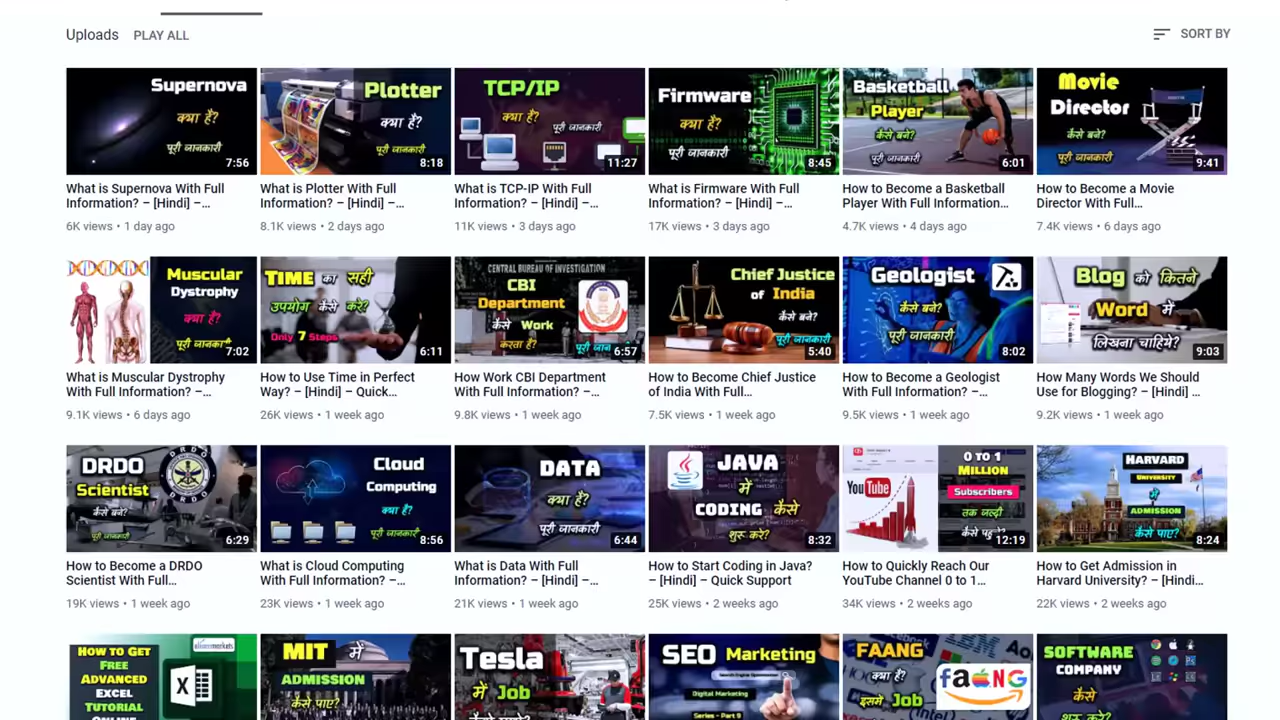 Uploads PLAY ALL
SORT BY
Supernova
क्या है?
पूरी जानकारी
7:56
Plotter
क्या है?
पूरी जानकारी
8:18
TCP/IP
क्या है?
पूरी जानकारी
11:27
Firmware
क्या है?
पूरी जानकारी
8:45
Basketball
Player
कैसे बने?
पूरी जानकारी
6:01
Movie
Director
कैसे बने?
पूरी जानकारी
9:41
What is Supernova With Full
Information? – [Hindi] –...
6K views • 1 day ago
What is Plotter With Full
Information? – [Hindi] –...
8.1K views • 2 days ago
What is TCP-IP With Full
Information? – [Hindi] –...
11K views • 3 days ago
What is Firmware With Full
Information? – [Hindi] –...
17K views • 3 days ago
How to Become a Basketball
Player With Full Information...
4.7K views • 4 days ago
How to Become a Movie
Director With Full...
7.4K views • 6 days ago
Muscular
Dystrophy
क्या है?
पूरी जानकारी
7:02
Time का सही
उपयोग कैसे करे?
Only 7 Steps
6:11
CENTRAL BUREAU OF INVESTIGATION
CBI
Department
कैसे Work
करता है?
पूरी जान
6:57
Chief Justice
of India
कैसे बने?
पूरी जानकारी
5:40
Geologist
कैसे बने?
पूरी जानकारी
8:02
Blog को कितने
Word में
लिखना चाहिये?
9:03
What is Muscular Dystrophy
With Full Information? –...
9.1K views • 6 days ago
How to Use Time in Perfect
Way? – [Hindi] – Quick...
26K views • 1 week ago
How Work CBI Department
With Full Information? –...
9.8K views • 1 week ago
How to Become Chief Justice
of India With Full...
7.5K views • 1 week ago
How to Become a Geologist
With Full Information? –...
9.5K views • 1 week ago
How Many Words We Should
Use for Blogging? – [Hindi] ...
9.2K views • 1 week ago
DRDO
Scientist
कैसे बने?
पूरी जानकारी
6:29
Cloud
Computing
क्या है?
पूरी जानकारी
8:56
DATA
क्या है?
पूरी जानकारी
6:44
JAVA
में
CODING कैसे
शुरू करे?
8:32
YouTube
0 to 1
Million
Subscribers
तक जल्दी
कैसे पहुं
12:19
Harvard
University
में
Admission
कैसे पाए?
8:24
How to Become a DRDO
Scientist With Full...
19K views • 1 week ago
What is Cloud Computing
With Full Information? –...
23K views • 1 week ago
What is Data With Full
Information? – [Hindi] –...
21K views • 1 week ago
How to Start Coding in Java?
– [Hindi] – Quick Support
25K views • 2 weeks ago
How to Quickly Reach Our
YouTube Channel 0 to 1...
34K views • 2 weeks ago
How to Get Admission in
Harvard University? – [Hindi...
22K views • 2 weeks ago
How to Get
Free
Advanced
Excel
Tutorial
Online
MIT में
Admission
कैसे पाए?
Tesla
में Job
SEO Marketing
Search Engine Optimization
Digital Marketing
Series - Part 9
FAANG
क्या है?
इसमे Job
faang
Software
Company
कैसे
शुरू करे?